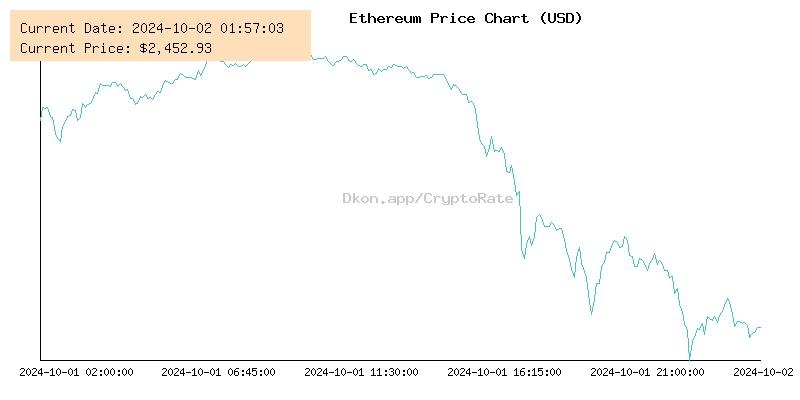 Ethereum Price Chart (USD)
Current Date: 2024-10-02 01:57:03
Current Price: $2,452.93
Dkon.app/CryptoRate
2024-10-01 02:00:00 2024-10-01 06:45:00 2024-10-01 11:30:00 2024-10-01 16:15:00 2024-10-01 21:00:00 2024-10-02